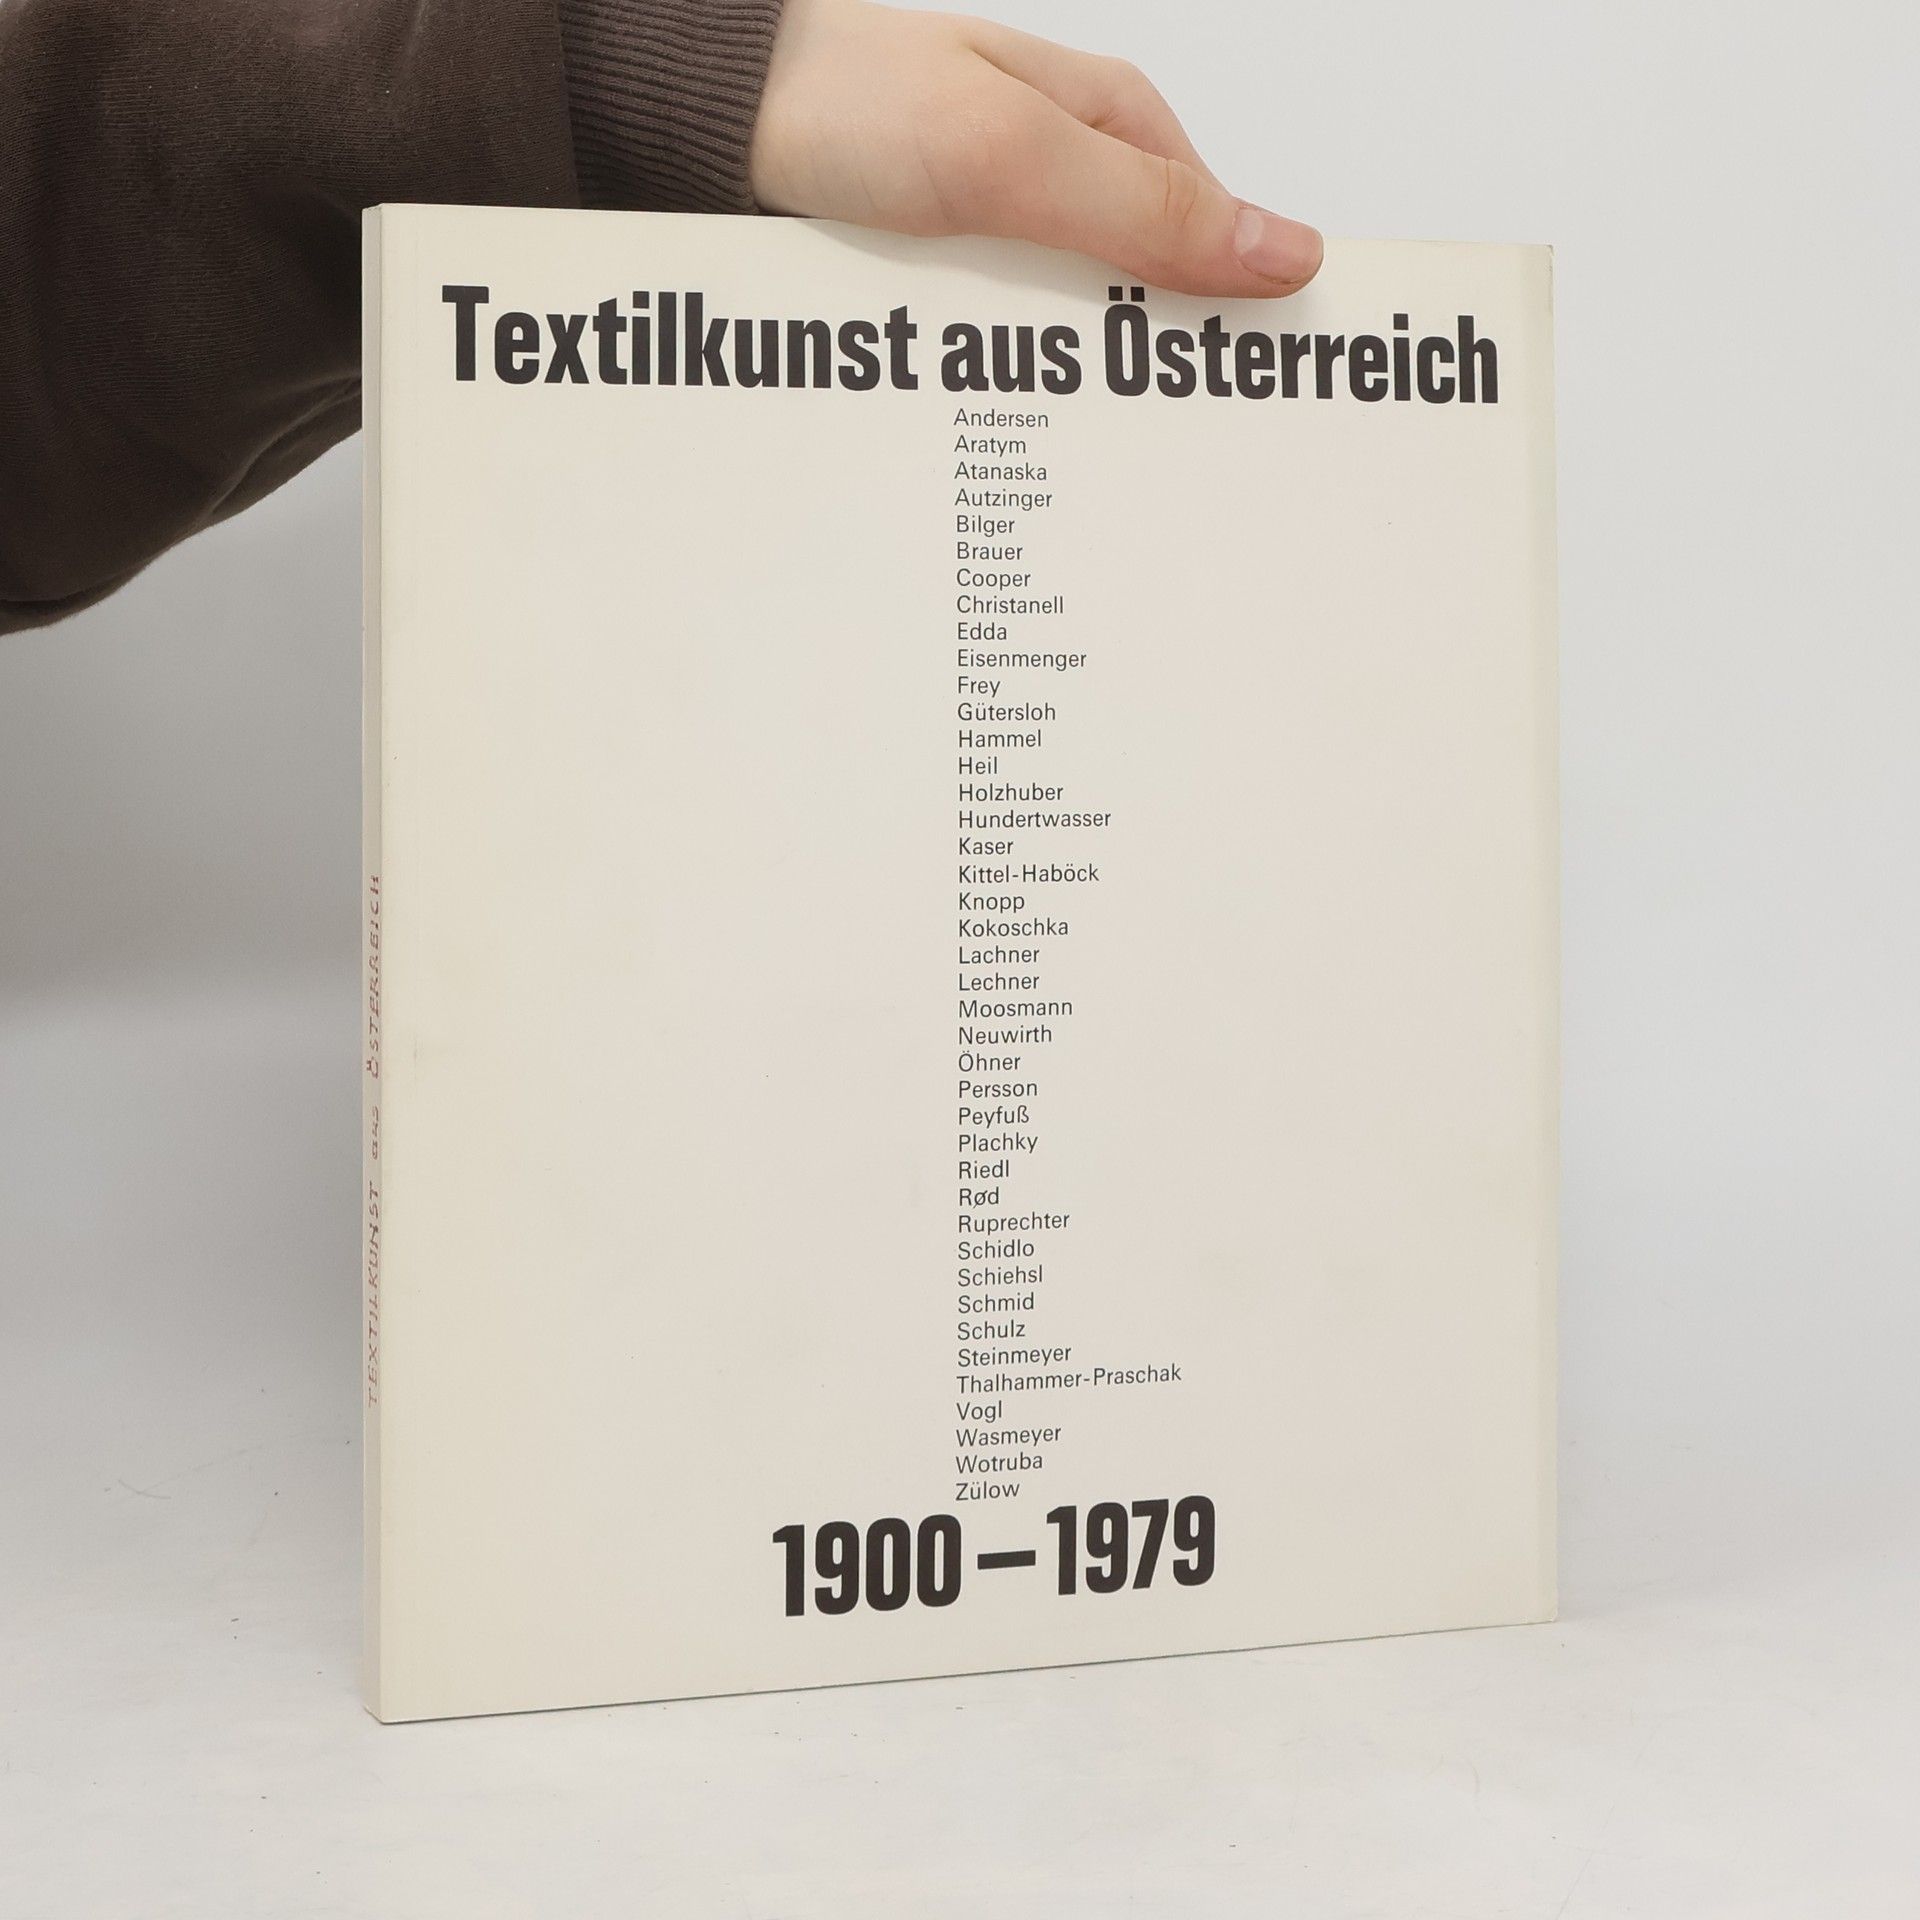 Textilkunst aus Österreich
Andersen
Aratym
Atanaska
Autzinger
Bilger
Brauer
Cooper
Christanell
Edda
Eisenmenger
Frey
Gütersloh
Hammel
Heil
Holzhuber
Hundertwasser
Kaser
Kittel-Haböck
Knopp
Kokoschka
Lachner
Lechner
Moosmann
Neuwirth
Öhner
Persson
Peyfuß
Plachky
Riedl
Rød
Ruprechter
Schidlo
Schiehsl
Schmid
Schulz
Steinmeyer
Thalhammer-Praschak
Vogl
Wasmeyer
Wotruba
Zülow
1900–1979
TEXTILKUNST aus ÖSTERREICH